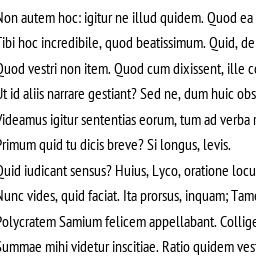 Non autem hoc: igitur ne illud quidem. Quod ea
Tibi hoc incredibile, quod beatissimum. Quid, de
Quod vestri non item. Quod cum dixissent, ille
Ut id aliis narrare gestiant? Sed ne, dum huic obs
Videamus igitur sententias eorum, tum ad verba
Primum quid tu dicis breve? Si longus, levis.
Quid iudicant sensus? Huius, Lyco, oratione locu
Nunc vides, quid faciat. Ita prorsus, inquam; Tam
Polycratem Samium felicem appellabant. Collige
Summae mihi videtur inscitiae. Ratio quidem ves